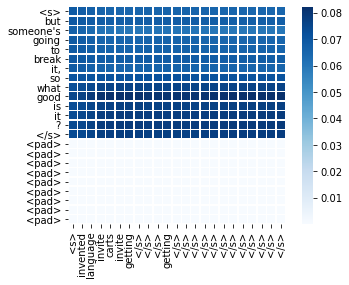 <s>
but
someone's
going
to
break
it,
so
what
good
is
it
?
</s>
<pad>
<pad>
<pad>
<pad>
<pad>
<pad>
<pad>
<pad>
<pad>
<s>
invented
language
invite
carts
invite
getting
</s>
</s>
</s>
getting
</s>
</s>
</s>
</s>
</s>
</s>
</s>
</s>
</s>
</s>
</s>
</s>
0.08
0.07
0.06
0.05
0.04
0.03
0.02
0.01